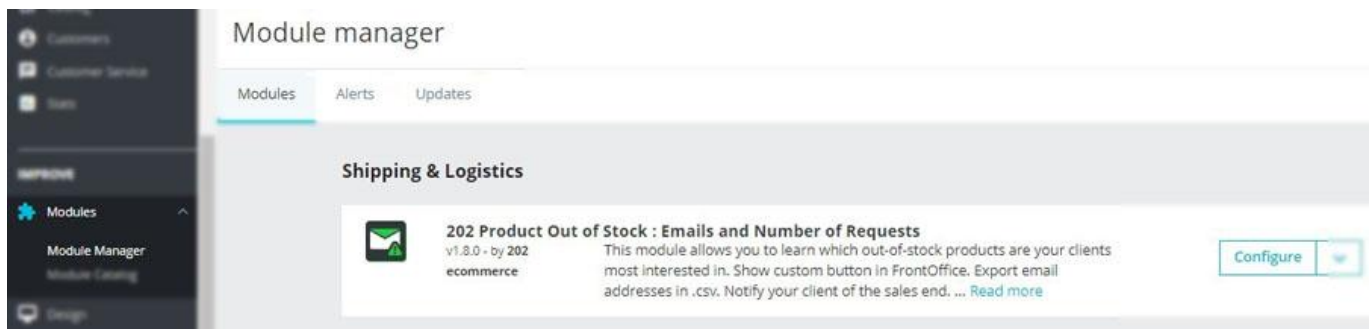 Customers
Customer Service
Stats
IMPROVE
Modules
Module Manager
Module Catalog
Design
Module manager
Modules Alerts Updates
Shipping & Logistics
202 Product Out of Stock : Emails and Number of Requests
v1.8.0 - by 202
ecommerce
This module allows you to learn which out-of-stock products are your clients
most interested in. Show custom button in FrontOffice. Export email
addresses in .csv. Notify your client of the sales end. ... Read more
Configure